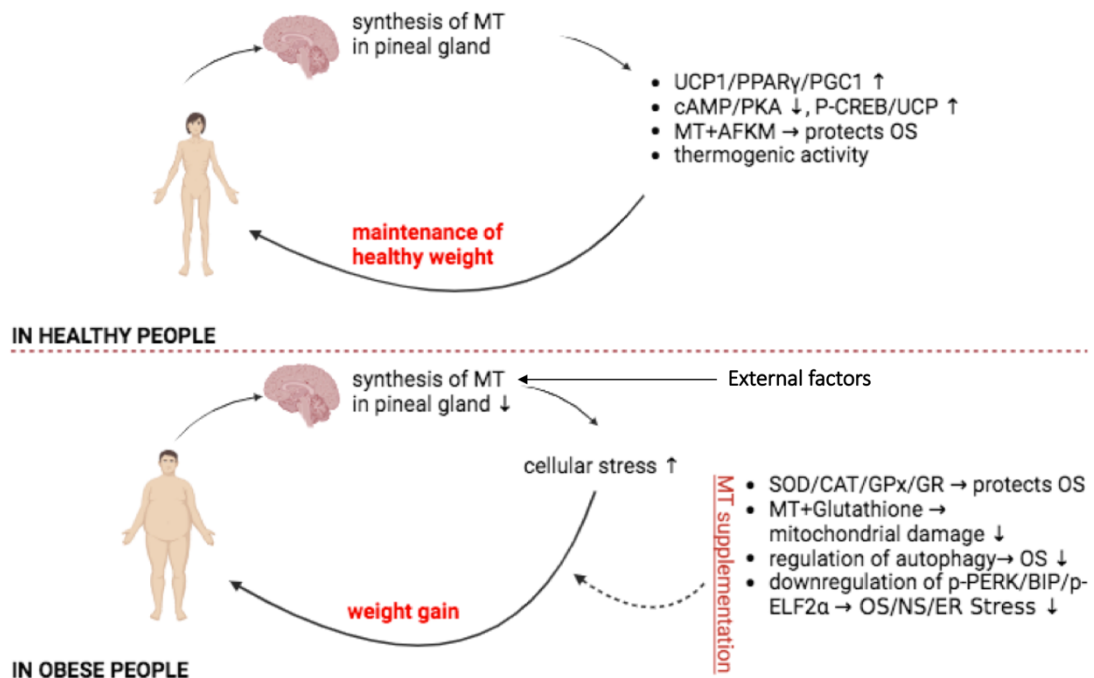 synthesis of MT
in pineal gland
• UCP1/PPARγ/PGC1 ↑
• cAMP/PKA ↓, P-CREB/UCP ↑
• MT+AFKM → protects OS
• thermogenic activity
maintenance of
healthy weight
IN HEALTHY PEOPLE
synthesis of MT
in pineal gland ↓
External factors
cellular stress ↑
MT supplementation
• SOD/CAT/GPx/GR → protects OS
• MT+Glutathione →
mitochondrial damage ↓
• regulation of autophagy→ OS ↓
• downregulation of p-PERK/BIP/p-
ELF2α → OS/NS/ER Stress ↓
weight gain
IN OBESE PEOPLE